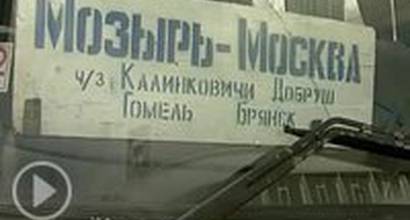 Мозырь-Москва
ч/з Калинковичи Добруш
Гомель Брянск